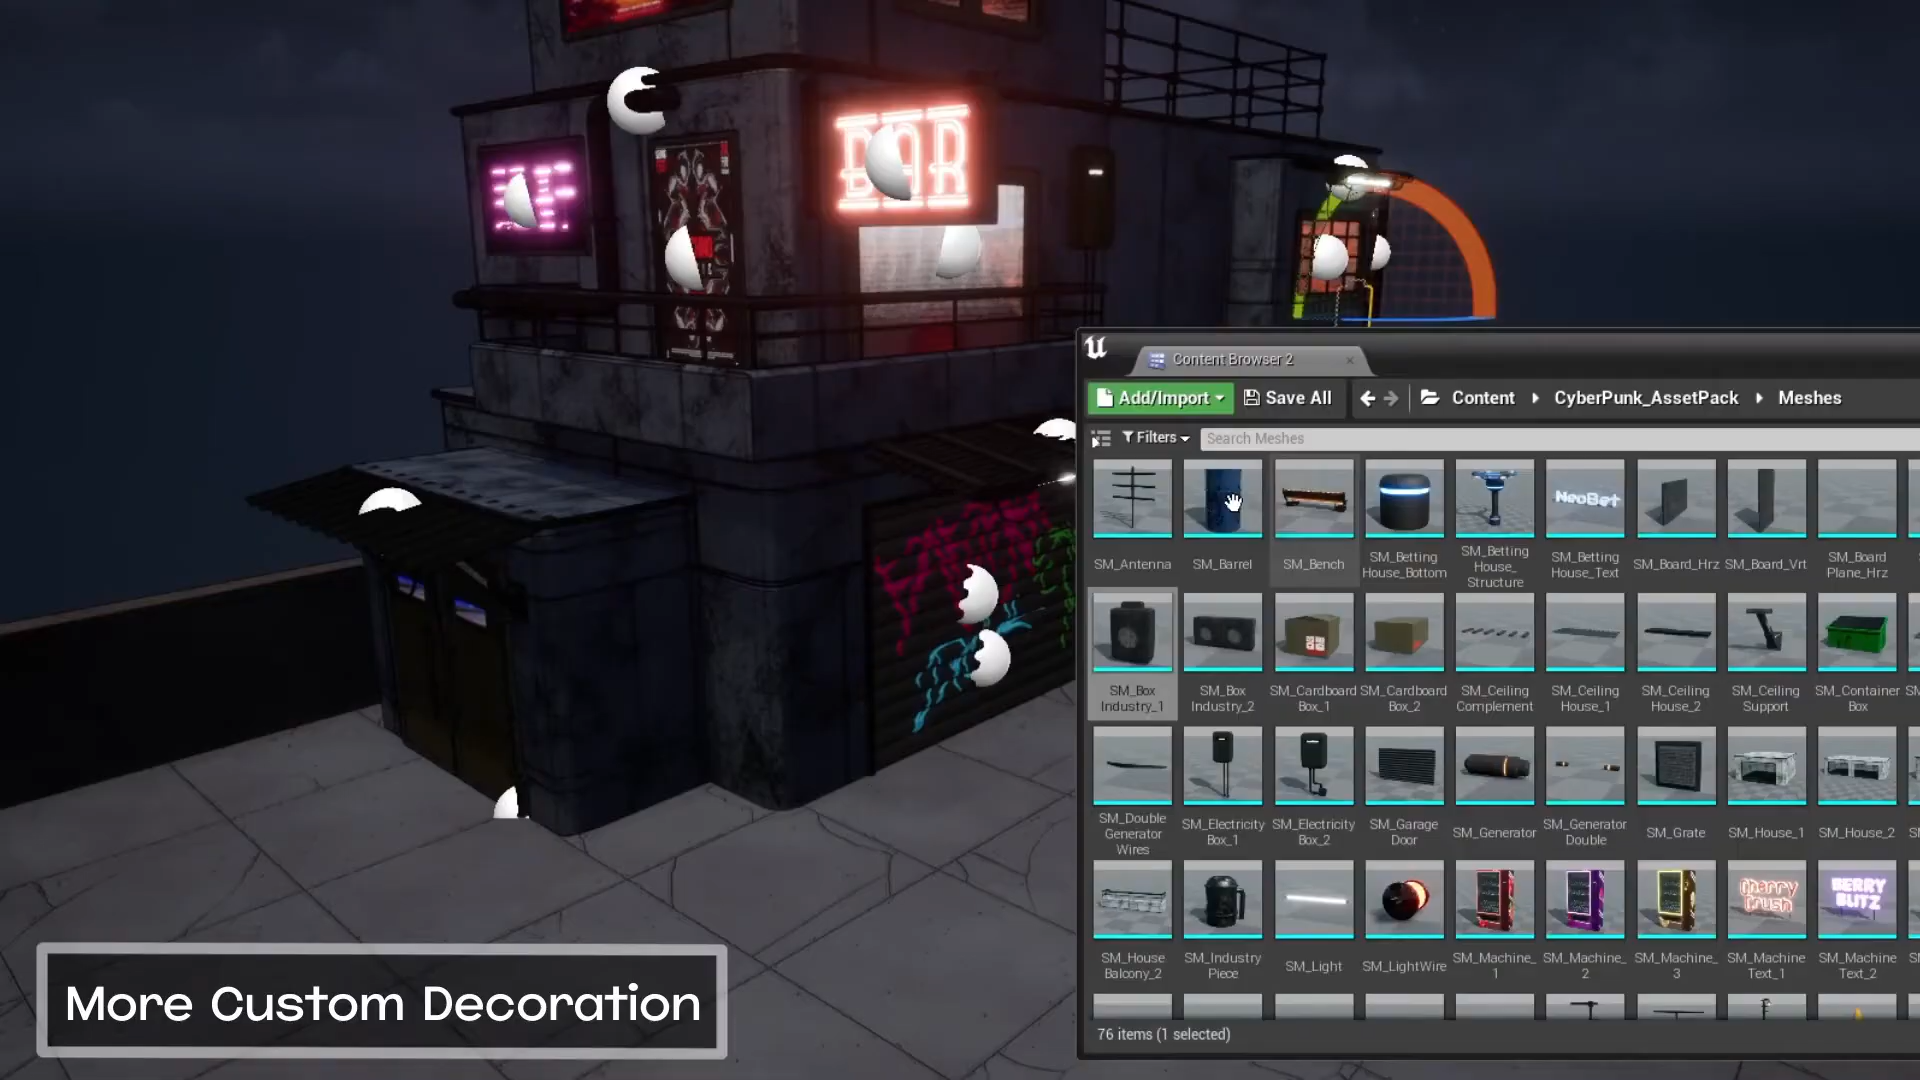 BAR
Content Browser 2
Add/Import
Save All
Content
CyberPunk_AssetPack
Meshes
Filters
Search Meshes
NeoBet
SM_Antenna
SM_Barrel
SM_Bench
SM_Betting
House_Bottom
SM_Betting
House_
Structure
SM_Betting
House_Text
SM_Board_Hrz
SM_Board_Vrt
SM_Board
Plane_Hrz
SM_Box
Industry_1
SM_Box
Industry_2
SM_Cardboard
Box_1
SM_Cardboard
Box_2
SM_Ceiling
Complement
SM_Ceiling
House_1
SM_Ceiling
House_2
SM_Ceiling
Support
SM_Container
Box
SM_Double
Generator
Wires
SM_Electricity
Box_1
SM_Electricity
Box_2
SM_Garage
Door
SM_Generator
SM_Generator
Double
SM_Grate
SM_House_1
SM_House_2
Cherry
Crush
BERRY
BLITZ
SM_House
Balcony_2
SM_Industry
Piece
SM_Light
SM_LightWire
SM_Machine_
1
SM_Machine_
2
SM_Machine_
3
SM_Machine
Text_1
SM_Machine
Text_2
76 items (1 selected)
More Custom Decoration